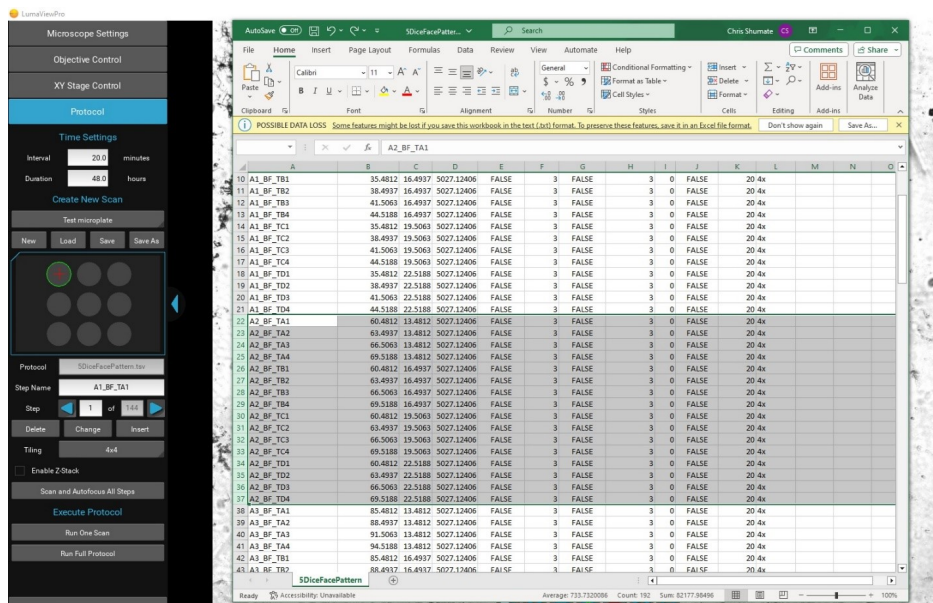 LumaViewPro
Microscope Settings
Objective Control
XY Stage Control
Protocol
Time Settings
Interval 20.0 minutes
Duration 48.0 hours
Create New Scan
Test microplate
New Load Save Save As
Protocol 5DiceFacePattern.tsv
Step Name A1_BF_TA1
Step 1 of 144
Delete Change Insert
Tiling 4x4
Enable Z-Stack
Scan and Autofocus All Steps
Execute Protocol
Run One Scan
Run Full Protocol
AutoSave Off 5DiceFacePatter... Search Chris Shumate CS
File Home Insert Page Layout Formulas Data Review View Automate Help Comments Share
Paste Calibri 11 General Conditional Formatting Insert
B I U $ % 9 Format as Table Delete Add-ins Analyze Data
Cell Styles Format
Clipboard Font Alignment Number Styles Cells Editing Add-ins
POSSIBLE DATA LOSS Some features might be lost if you save this workbook in the text (.txt) format. To preserve these features, save it in an Excel file format. Don't show again Save As...
fx A2_BF_TA1
A B C D E F G H I J K L M N O
10 A1_BF_TB1 35.4812 16.4937 5027.12406 FALSE 3 FALSE 3 0 FALSE 20 4x
11 A1_BF_TB2 38.4937 16.4937 5027.12406 FALSE 3 FALSE 3 0 FALSE 20 4x
12 A1_BF_TB3 41.5063 16.4937 5027.12406 FALSE 3 FALSE 3 0 FALSE 20 4x
13 A1_BF_TB4 44.5188 16.4937 5027.12406 FALSE 3 FALSE 3 0 FALSE 20 4x
14 A1_BF_TC1 35.4812 19.5063 5027.12406 FALSE 3 FALSE 3 0 FALSE 20 4x
15 A1_BF_TC2 38.4937 19.5063 5027.12406 FALSE 3 FALSE 3 0 FALSE 20 4x
16 A1_BF_TC3 41.5063 19.5063 5027.12406 FALSE 3 FALSE 3 0 FALSE 20 4x
17 A1_BF_TC4 44.5188 19.5063 5027.12406 FALSE 3 FALSE 3 0 FALSE 20 4x
18 A1_BF_TD1 35.4812 22.5188 5027.12406 FALSE 3 FALSE 3 0 FALSE 20 4x
19 A1_BF_TD2 38.4937 22.5188 5027.12406 FALSE 3 FALSE 3 0 FALSE 20 4x
20 A1_BF_TD3 41.5063 22.5188 5027.12406 FALSE 3 FALSE 3 0 FALSE 20 4x
21 A1_BF_TD4 44.5188 22.5188 5027.12406 FALSE 3 FALSE 3 0 FALSE 20 4x
22 A2_BF_TA1 60.4812 13.4812 5027.12406 FALSE 3 FALSE 3 0 FALSE 20 4x
23 A2_BF_TA2 63.4937 13.4812 5027.12406 FALSE 3 FALSE 3 0 FALSE 20 4x
24 A2_BF_TA3 66.5063 13.4812 5027.12406 FALSE 3 FALSE 3 0 FALSE 20 4x
25 A2_BF_TA4 69.5188 13.4812 5027.12406 FALSE 3 FALSE 3 0 FALSE 20 4x
26 A2_BF_TB1 60.4812 16.4937 5027.12406 FALSE 3 FALSE 3 0 FALSE 20 4x
27 A2_BF_TB2 63.4937 16.4937 5027.12406 FALSE 3 FALSE 3 0 FALSE 20 4x
28 A2_BF_TB3 66.5063 16.4937 5027.12406 FALSE 3 FALSE 3 0 FALSE 20 4x
29 A2_BF_TB4 69.5188 16.4937 5027.12406 FALSE 3 FALSE 3 0 FALSE 20 4x
30 A2_BF_TC1 60.4812 19.5063 5027.12406 FALSE 3 FALSE 3 0 FALSE 20 4x
31 A2_BF_TC2 63.4937 19.5063 5027.12406 FALSE 3 FALSE 3 0 FALSE 20 4x
32 A2_BF_TC3 66.5063 19.5063 5027.12406 FALSE 3 FALSE 3 0 FALSE 20 4x
33 A2_BF_TC4 69.5188 19.5063 5027.12406 FALSE 3 FALSE 3 0 FALSE 20 4x
34 A2_BF_TD1 60.4812 22.5188 5027.12406 FALSE 3 FALSE 3 0 FALSE 20 4x
35 A2_BF_TD2 63.4937 22.5188 5027.12406 FALSE 3 FALSE 3 0 FALSE 20 4x
36 A2_BF_TD3 66.5063 22.5188 5027.12406 FALSE 3 FALSE 3 0 FALSE 20 4x
37 A2_BF_TD4 69.5188 22.5188 5027.12406 FALSE 3 FALSE 3 0 FALSE 20 4x
38 A3_BF_TA1 85.4812 13.4812 5027.12406 FALSE 3 FALSE 3 0 FALSE 20 4x
39 A3_BF_TA2 88.4937 13.4812 5027.12406 FALSE 3 FALSE 3 0 FALSE 20 4x
40 A3_BF_TA3 91.5063 13.4812 5027.12406 FALSE 3 FALSE 3 0 FALSE 20 4x
41 A3_BF_TA4 94.5188 13.4812 5027.12406 FALSE 3 FALSE 3 0 FALSE 20 4x
42 A3_BF_TB1 85.4812 16.4937 5027.12406 FALSE 3 FALSE 3 0 FALSE 20 4x
43 A3_BF_TB2 88.4937 16.4937 5027.12406 FALSE 3 FALSE 3 0 FALSE 20 4x
5DiceFacePattern
Ready Accessibility: Unavailable Average: 733.7320086 Count: 192 Sum: 82177.98496 100%